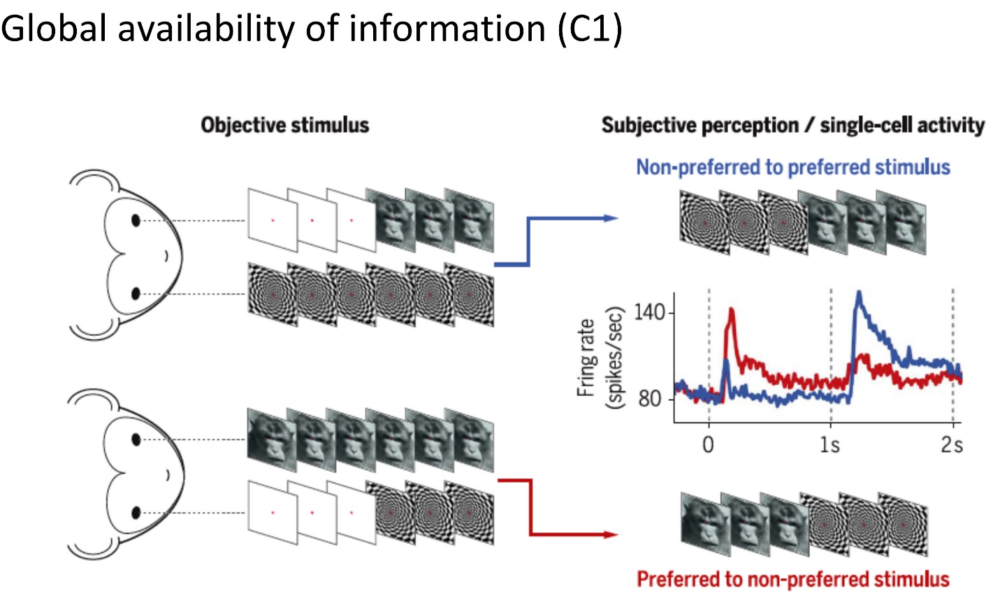 Global availability of information (C1)
Objective stimulus
Subjective perception / single-cell activity
Non-preferred to preferred stimulus
Fring rate
(spikes/sec)
140
80
0
1s
2s
Preferred to non-preferred stimulus